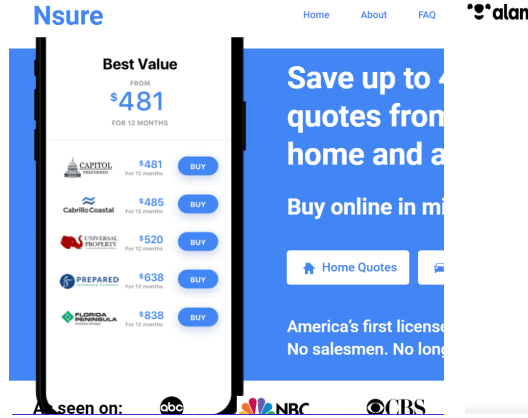 Nsure
Home About FAQ
alan
Best Value
FROM
$481
FOR 12 MONTHS
CAPITOL
PREFERRED
$481
For 12 months
BUY
Cabrillo Coastal
$485
For 12 months
BUY
UNIVERSAL
PROPERTY
$520
For 12 months
BUY
PREPARED
$638
For 12 months
BUY
FLORIDA
PENINSULA
$838
For 12 months
BUY
Save up to
quotes from
home and a
Buy online in mi
Home Quotes
America's first license
No salesmen. No long
As seen on:
abc
NBC
CBS